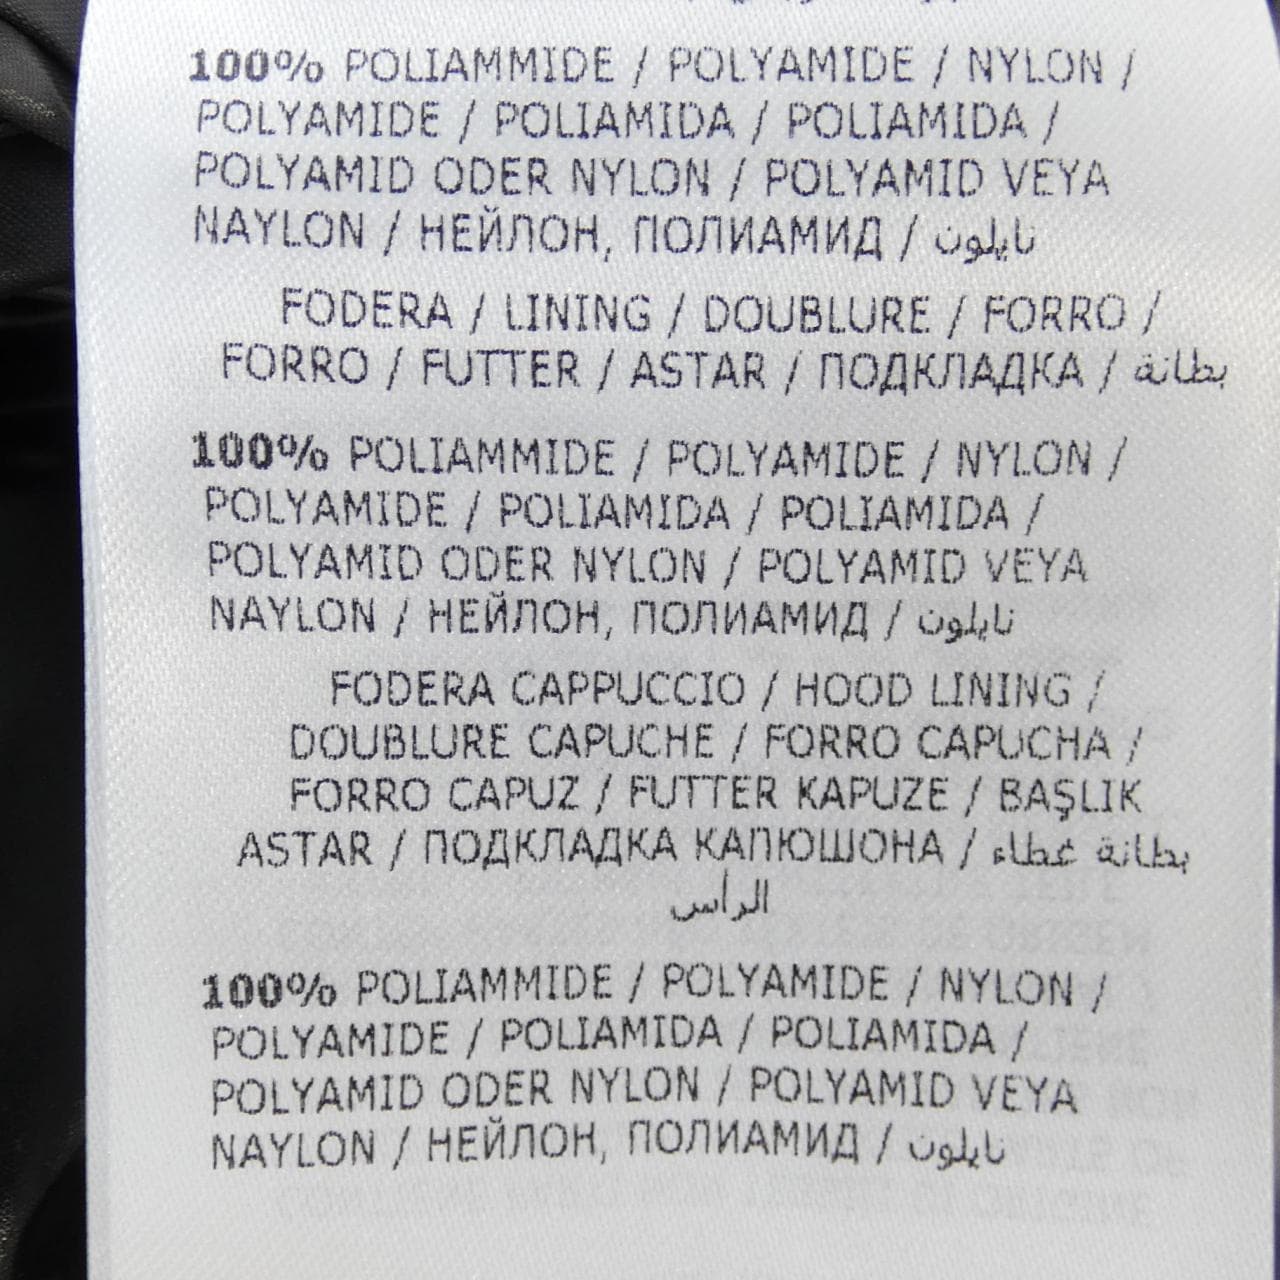 100% POLIAMMIDE / POLYAMIDE / NYLON /
POLYAMIDE / POLIAMIDA / POLIAMIDA /
POLYAMID ODER NYLON / POLYAMID VEYA
NAYLON / НЕЙЛОН, ПОЛИАМИД / نايلون
FODERA / LINING / DOUBLURE / FORRO /
FORRO / FUTTER / ASTAR / ПОДКЛАДКА / بطانة
100% POLIAMMIDE / POLYAMIDE / NYLON /
POLYAMIDE / POLIAMIDA / POLIAMIDA /
POLYAMID ODER NYLON / POLYAMID VEYA
NAYLON / НЕЙЛОН, ПОЛИАМИД / نايلون
FODERA CAPPUCCIO / HOOD LINING /
DOUBLURE CAPUCHE / FORRO CAPUCHA /
FORRO CAPUZ / FUTTER KAPUZE / BAŞLIK
ASTAR / ПОДКЛАДКА КАПЮШОНА / بطانة غطاء
الرأس
100% POLIAMMIDE / POLYAMIDE / NYLON /
POLYAMIDE / POLIAMIDA / POLIAMIDA /
POLYAMID ODER NYLON / POLYAMID VEYA
NAYLON / НЕЙЛОН, ПОЛИАМИД / نايلون